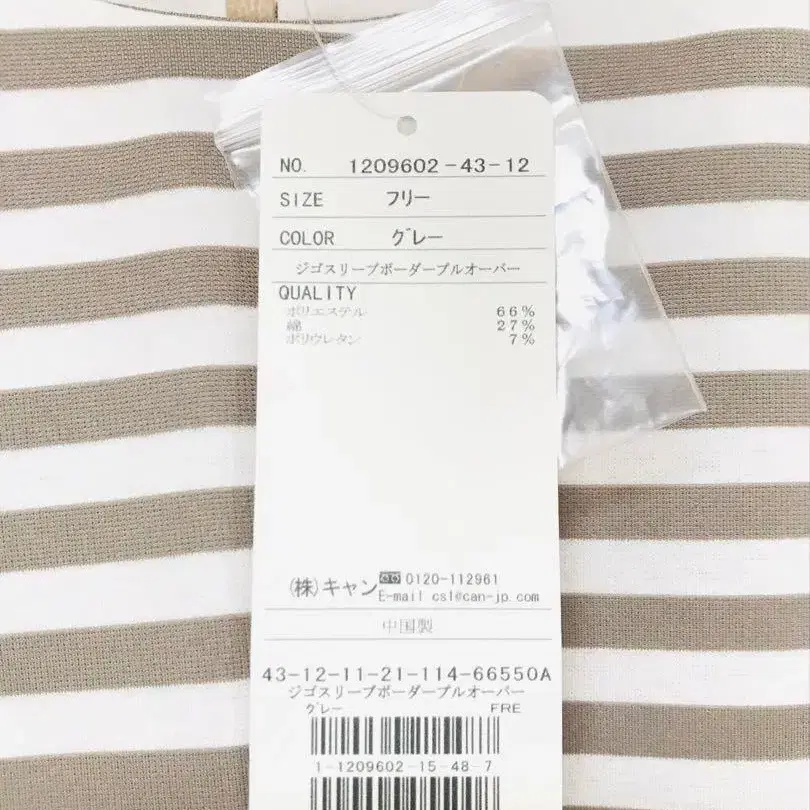 NO. 1209602-43-12
SIZE フリー
COLOR グレー
ジゴスリーブボーダープルオーバー
QUALITY
ポリエステル 66%
綿 27%
ポリウレタン 7%
(株)キャン 0120-112961
E-mail csl@can-jp.com
中国製
43-12-11-21-114-66550A
ジゴスリーブボーダープルオーバー
グレー FRE
1-1209602-15-48-7